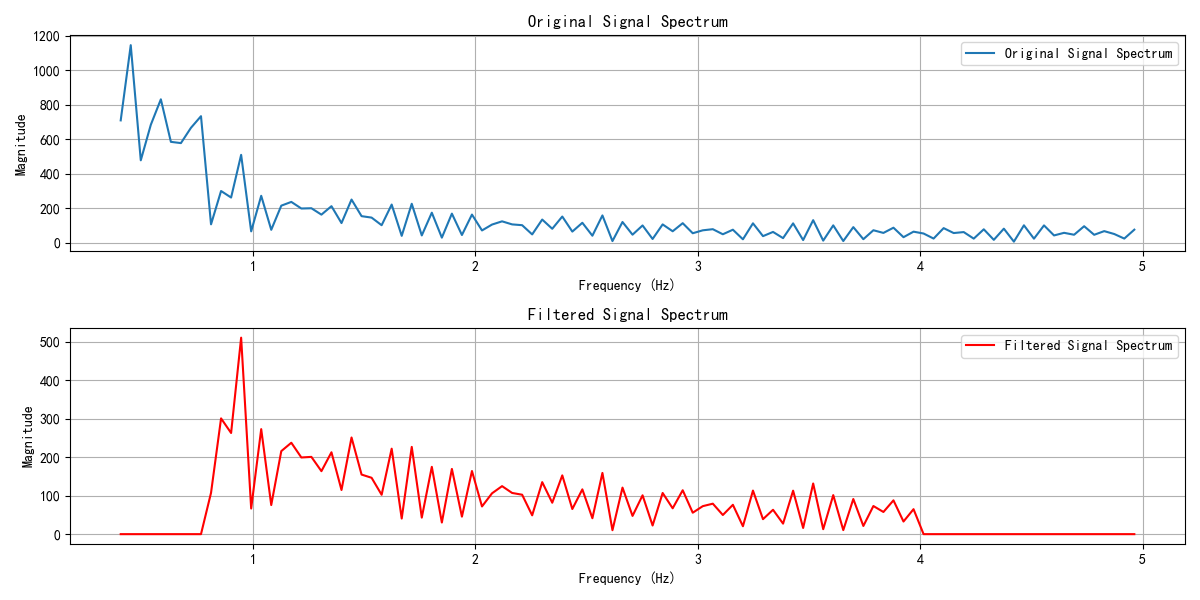 Original Signal Spectrum
1200
1000
800
600
400
200
0
Magnitude
Original Signal Spectrum
1
2
3
4
5
Frequency (Hz)
Filtered Signal Spectrum
500
400
300
200
100
0
Magnitude
Filtered Signal Spectrum
1
2
3
4
5
Frequency (Hz)